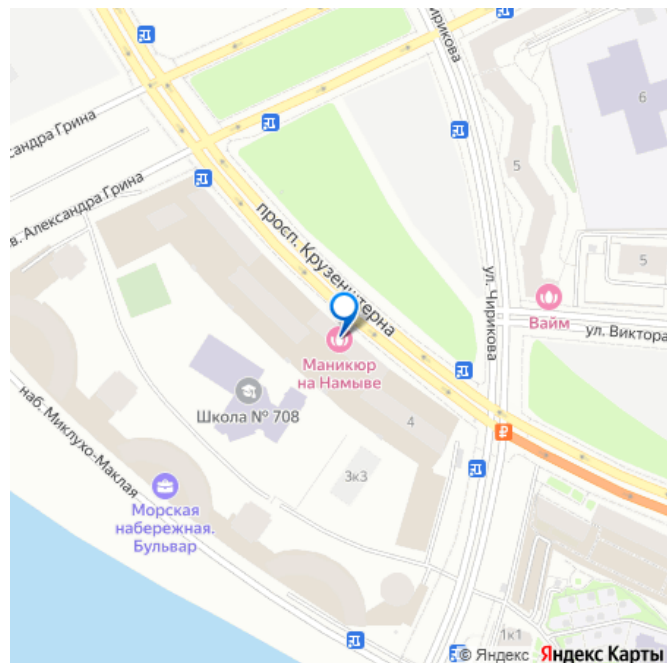 ирикова
6
сандра Грина
5
в. Александра Грина
просп. Крузенштерна
5
ул. Чирикова
Вайм
ул. Виктора
Маникюр
на Намыве
Школа № 708
4
наб. Миклухо-Маклая
3к3
₽
Морская
набережная.
Бульвар
1к1
© Яндекс Яндекс Карты